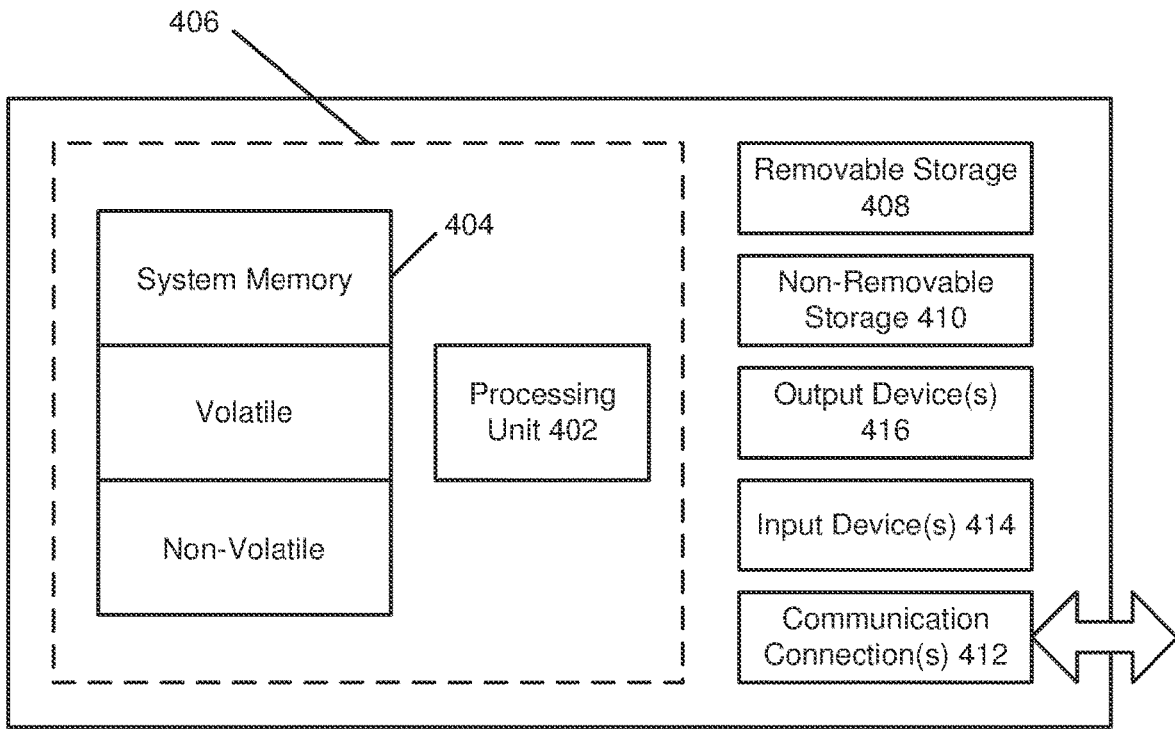 406
404
System Memory
Volatile
Non-Volatile
Processing
Unit 402
Removable Storage
408
Non-Removable
Storage 410
Output Device(s)
416
Input Device(s) 414
Communication
Connection(s) 412